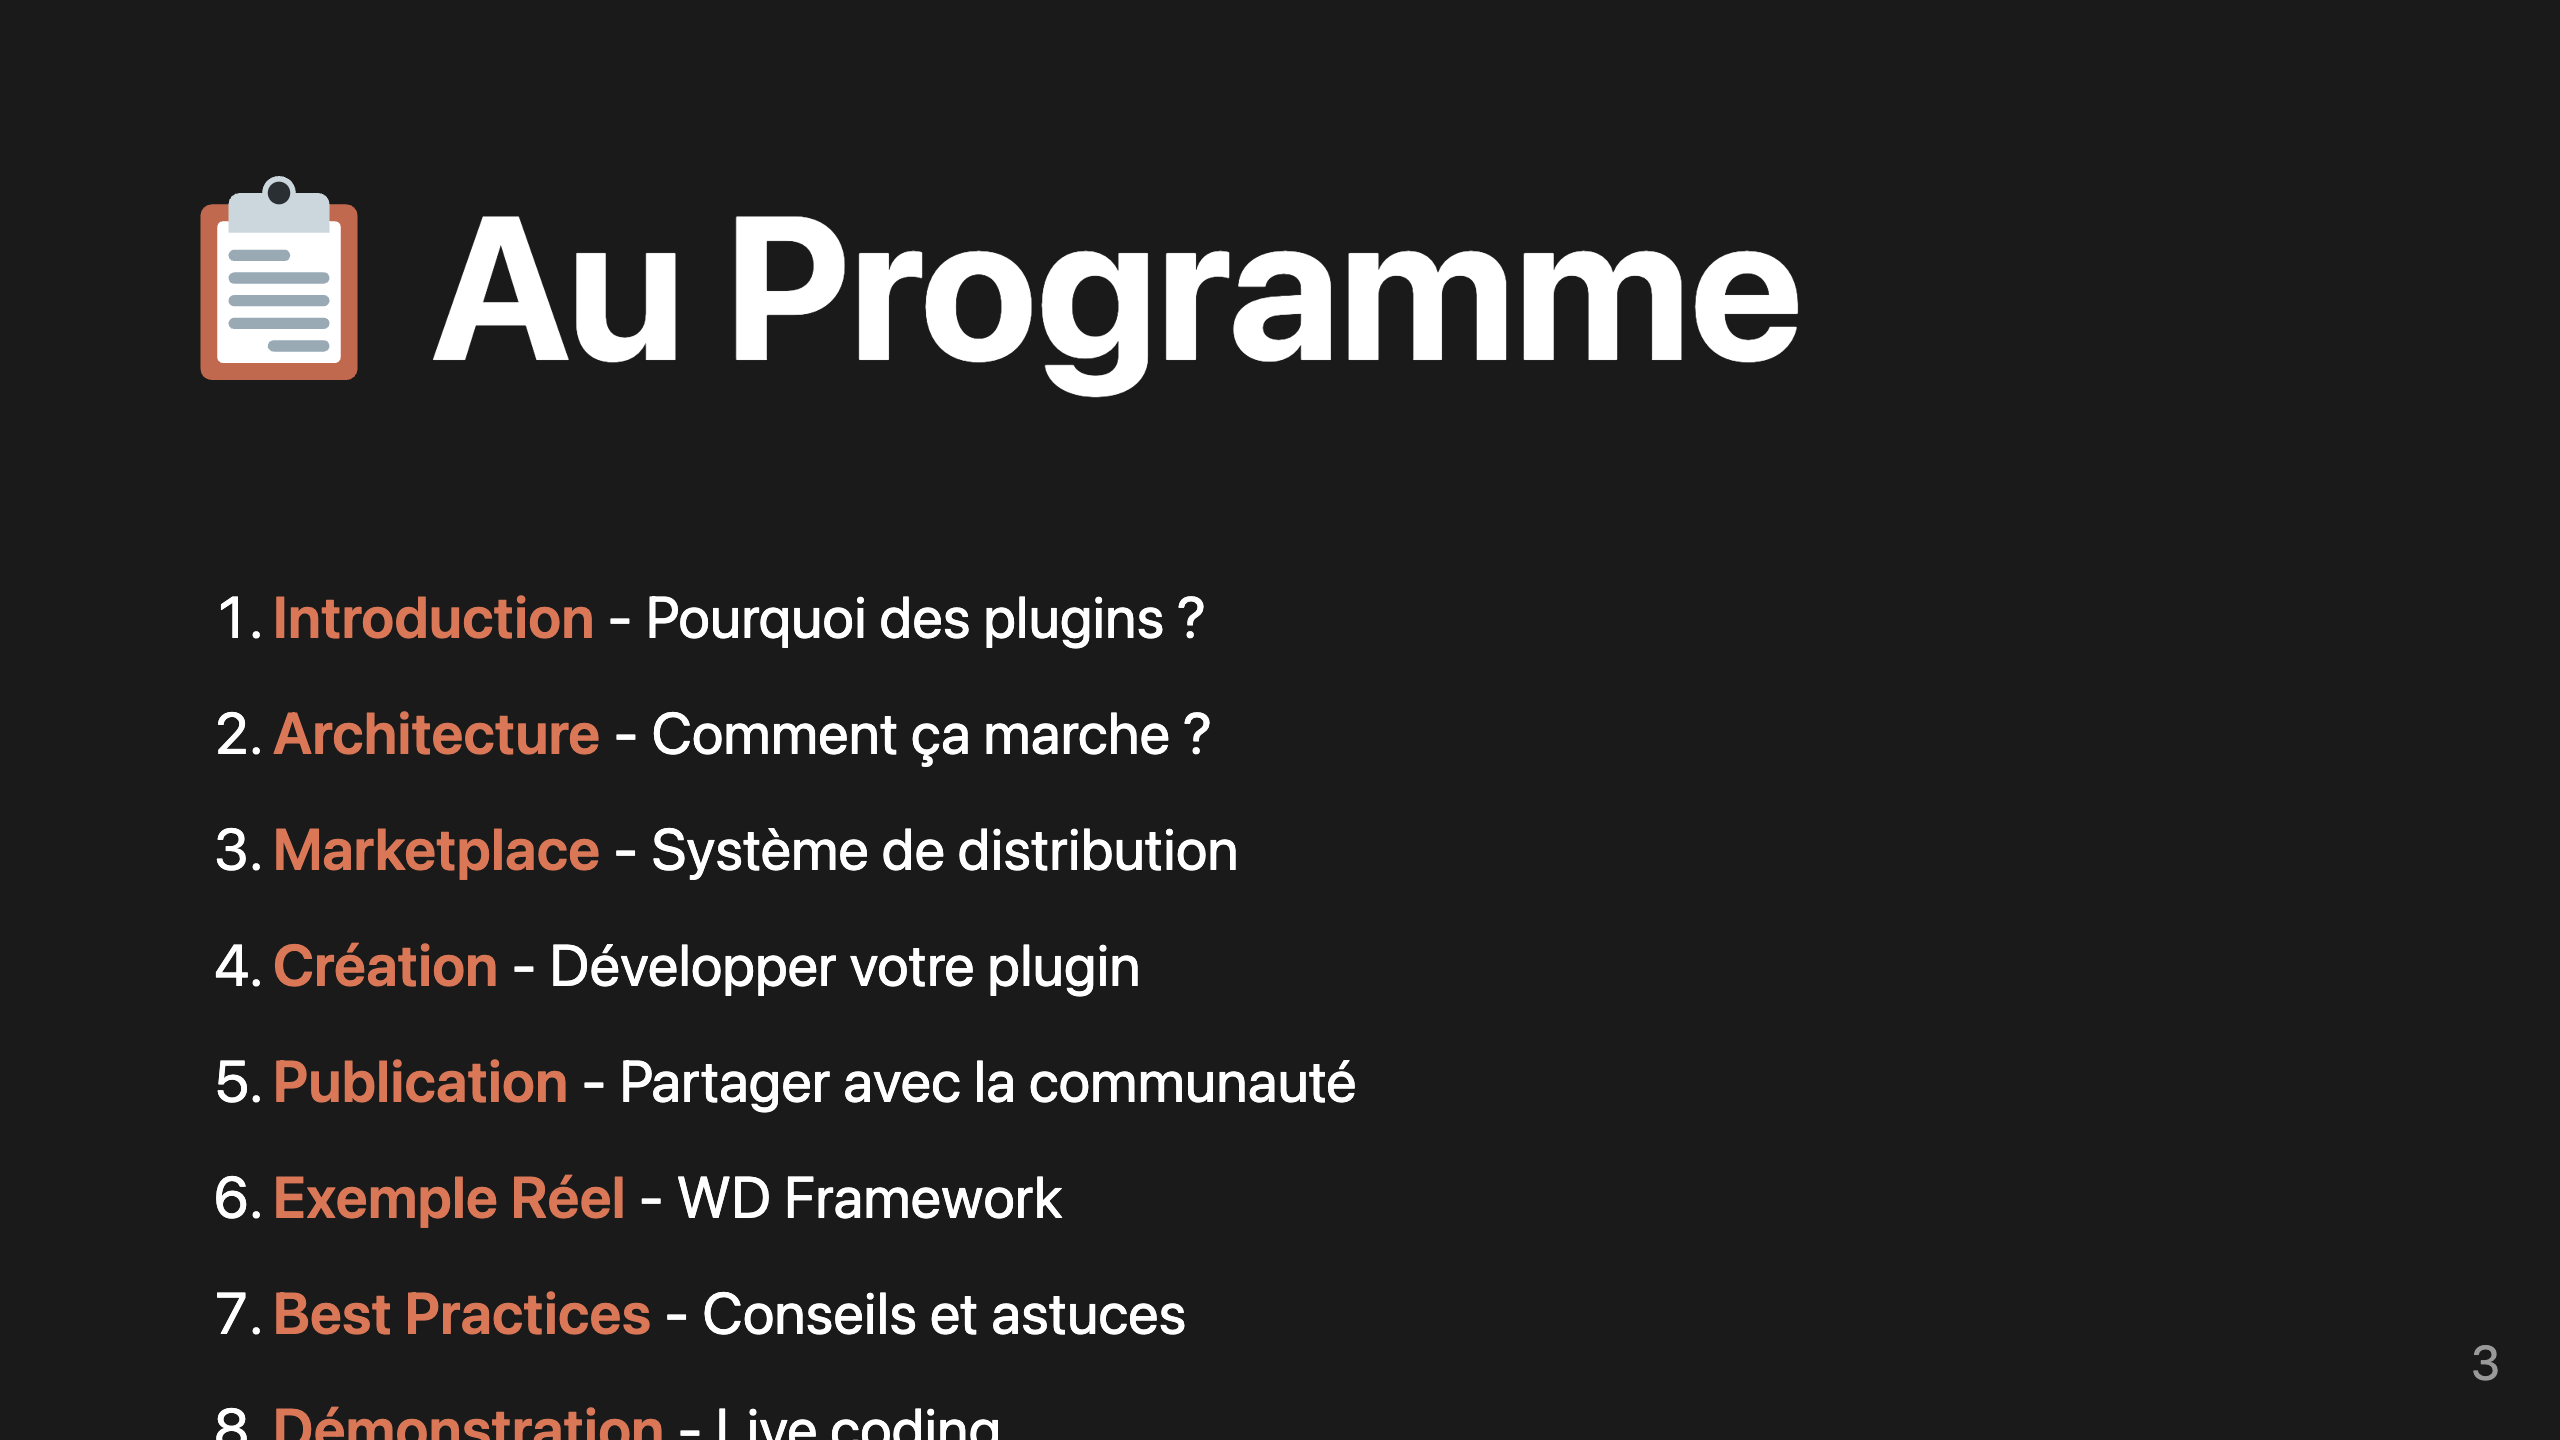 📋 Au Programme
1. Introduction - Pourquoi des plugins ?
2. Architecture - Comment ça marche ?
3. Marketplace - Système de distribution
4. Création - Développer votre plugin
5. Publication - Partager avec la communauté
6. Exemple Réel - WD Framework
7. Best Practices - Conseils et astuces
8. Démonstration - Live coding
3